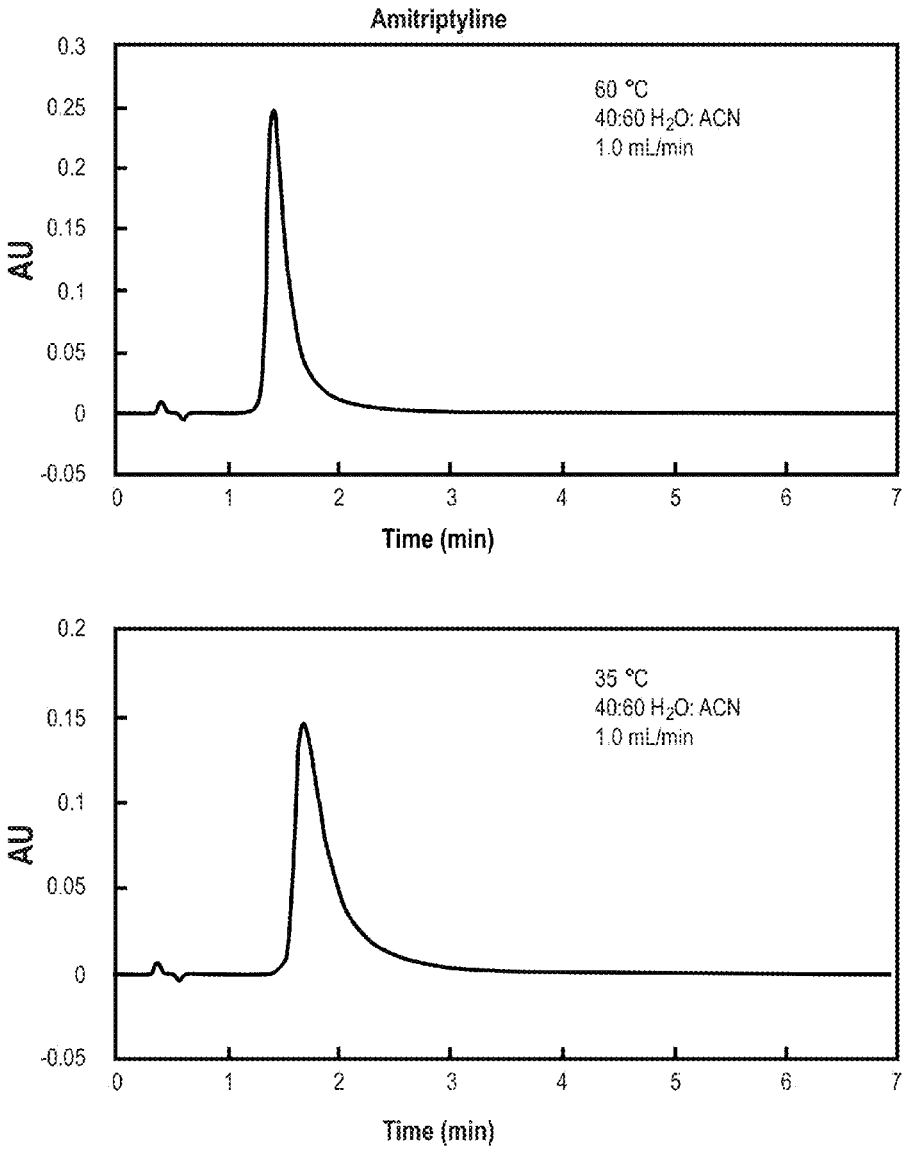 Amitriptyline
0.3
0.25
0.2
0.15
0.1
0.05
0
-0.05
AU
60 °C
40:60 H₂O: ACN
1.0 mL/min
0 1 2 3 4 5 6 7
Time (min)
0.2
0.15
0.1
0.05
0
-0.05
AU
35 °C
40:60 H₂O: ACN
1.0 mL/min
0 1 2 3 4 5 6 7
Time (min)